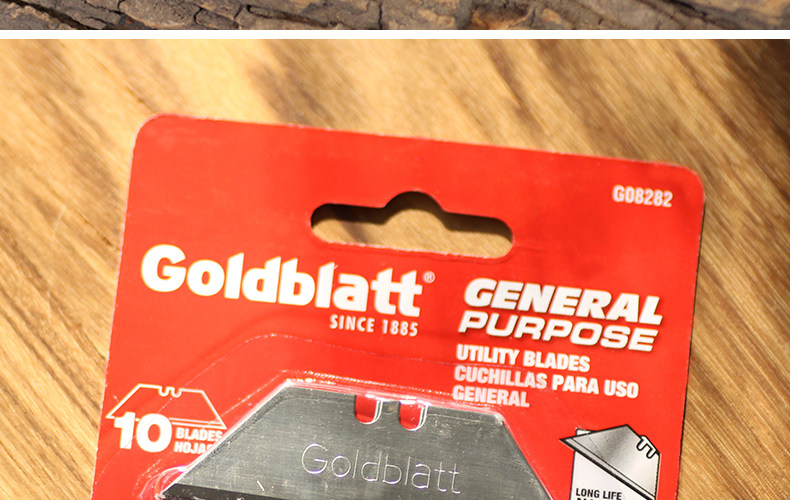 G08282
Goldblatt®
SINCE 1885
GENERAL
PURPOSE
UTILITY BLADES
CUCHILLAS PARA USO
GENERAL
10 BLADES
HOJAS
Goldblatt
LONG LIFE